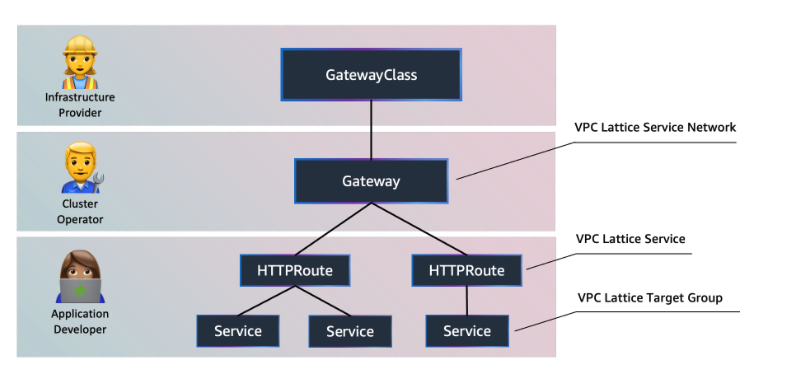 GatewayClass
Infrastructure
Provider
VPC Lattice Service Network
Gateway
Cluster
Operator
VPC Lattice Service
HTTPRoute
HTTPRoute
VPC Lattice Target Group
Application
Developer
Service
Service
Service